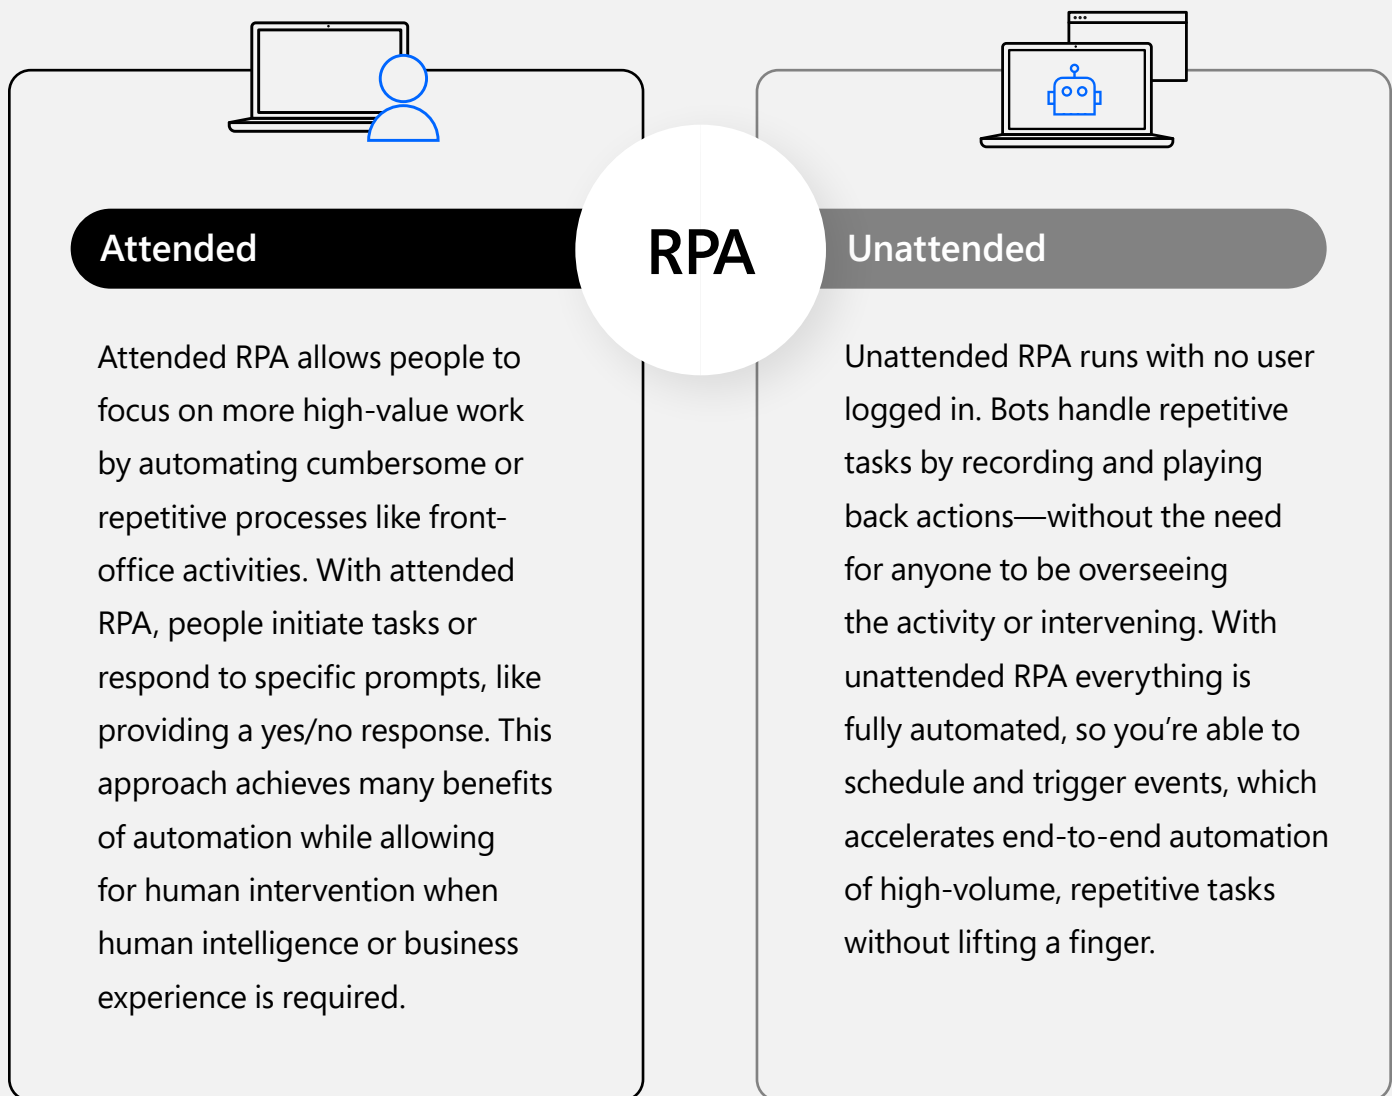 RPA
Attended
Attended RPA allows people to
focus on more high-value work
by automating cumbersome or
repetitive processes like front-
office activities. With attended
RPA, people initiate tasks or
respond to specific prompts, like
providing a yes/no response. This
approach achieves many benefits
of automation while allowing
for human intervention when
human intelligence or business
experience is required.
Unattended
Unattended RPA runs with no user
logged in. Bots handle repetitive
tasks by recording and playing
back actions—without the need
for anyone to be overseeing
the activity or intervening. With
unattended RPA everything is
fully automated, so you’re able to
schedule and trigger events, which
accelerates end-to-end automation
of high-volume, repetitive tasks
without lifting a finger.